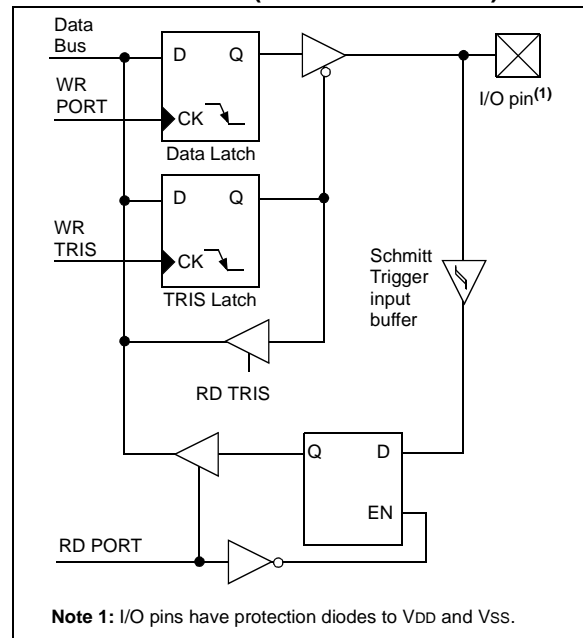 Data
Bus
D Q
WR
PORT
CK
Data Latch
I/O pin(1)
D Q
WR
TRIS
CK
TRIS Latch
Schmitt
Trigger
input
buffer
RD TRIS
Q D
EN
RD PORT
Note 1: I/O pins have protection diodes to VDD and VSS.